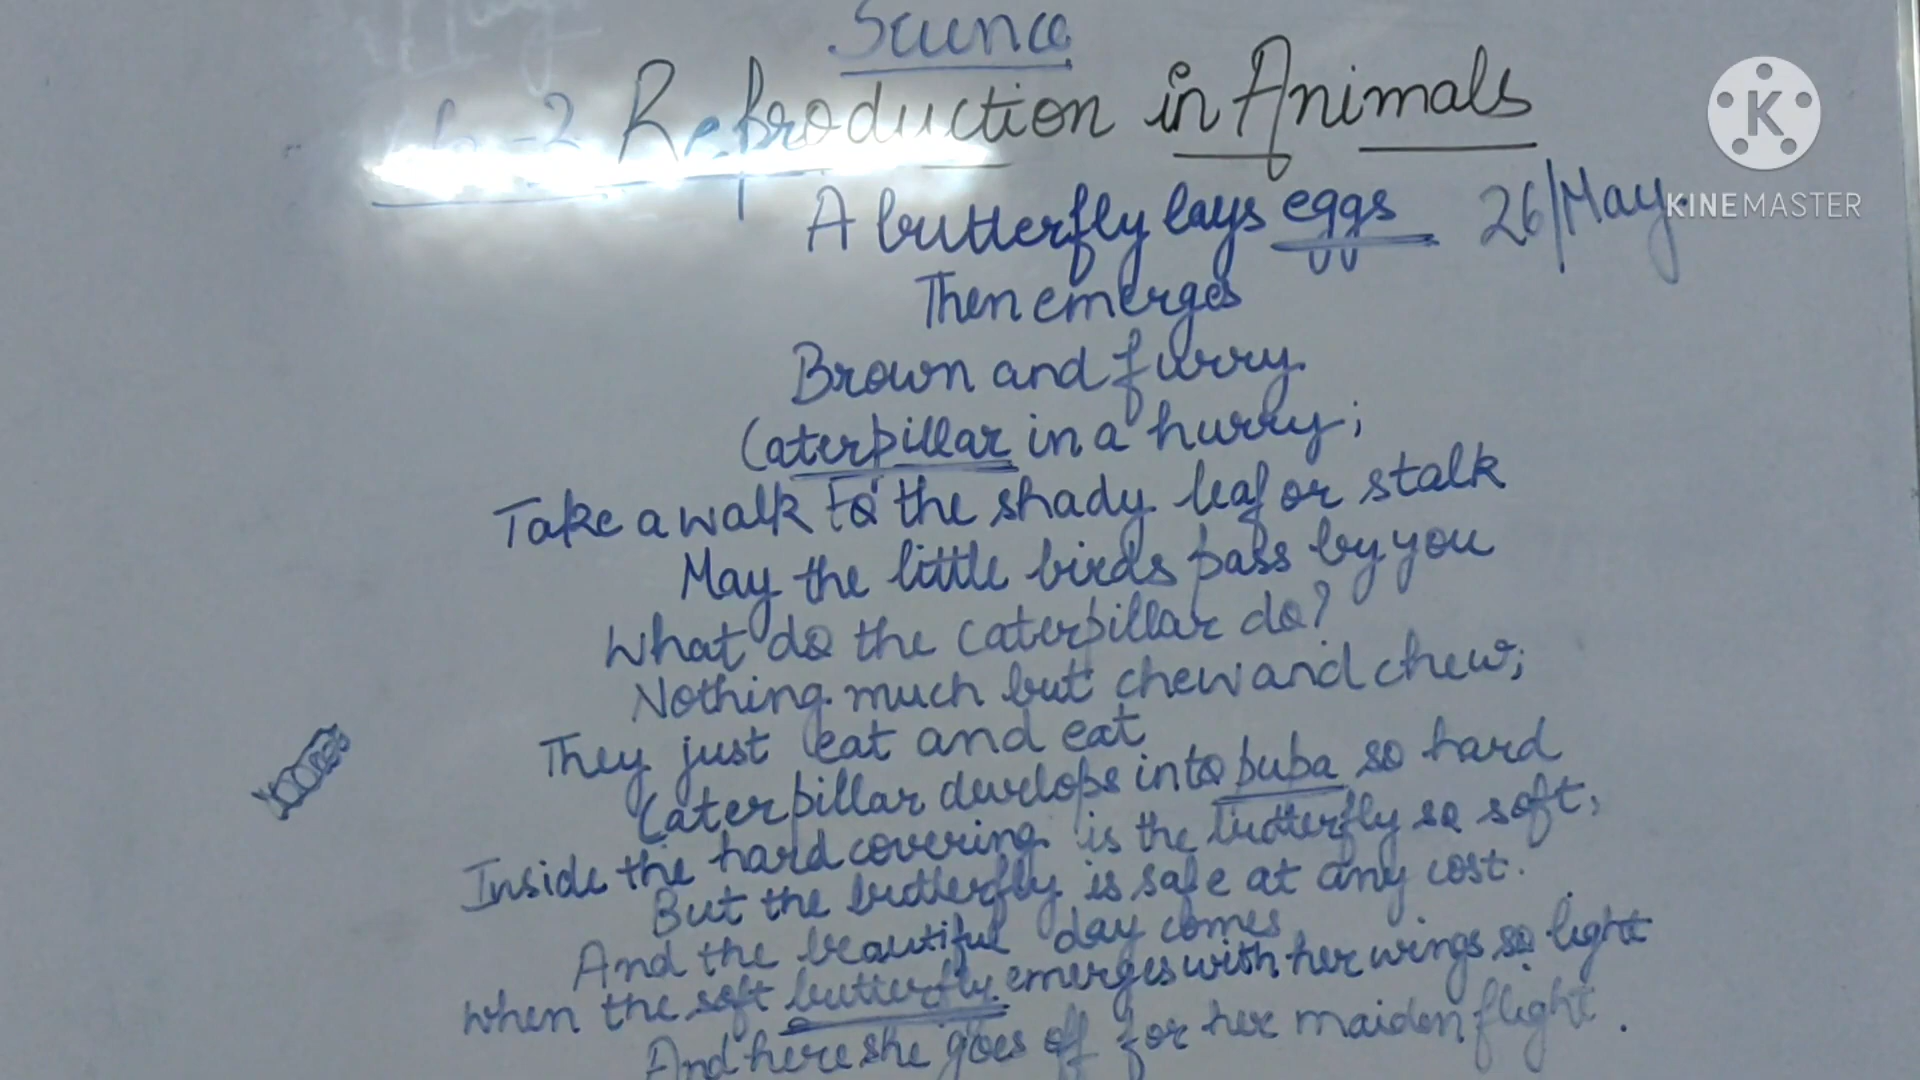 Science
Ch-2 Reproduction in Animals
A butterfly lays eggs 26/May.
Then emerges
Brown and furry.
Caterpillar in a hurry;
Take a walk to the shady leaf or stalk
May the little birds pass by you
What do the caterpillar do?
Nothing much but chew and chew;
They just eat and eat
Caterpillar develops into pupa so hard
Inside the hard covering is the butterfly so soft,
But the butterfly is safe at any cost.
And the beautiful day comes
When the soft butterfly emerges with her wings so light
And here she goes off for her maiden flight.
K
KINEMASTER